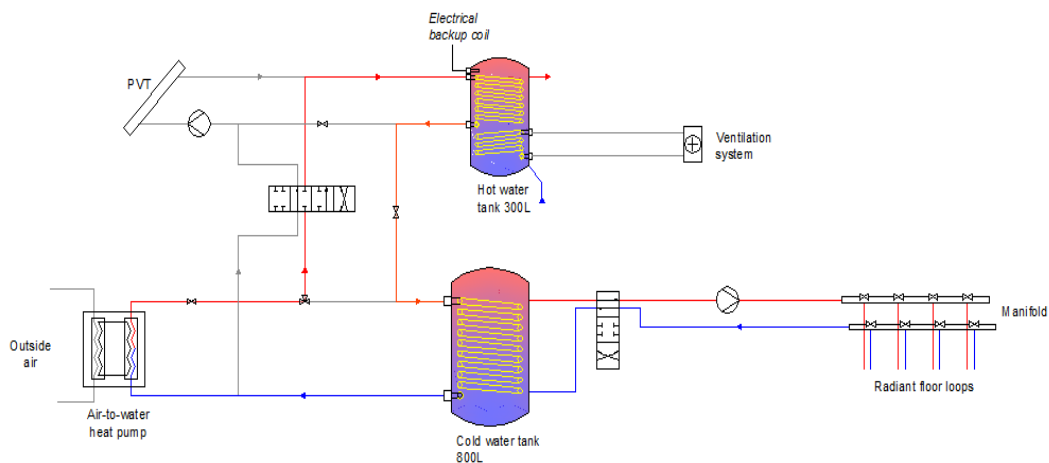 Electrical
backup coil
PVT
Ventilation
system
Hot water
tank 300L
Outside
air
Manifold
Radiant floor loops
Air-to-water
heat pump
Cold water tank
800L